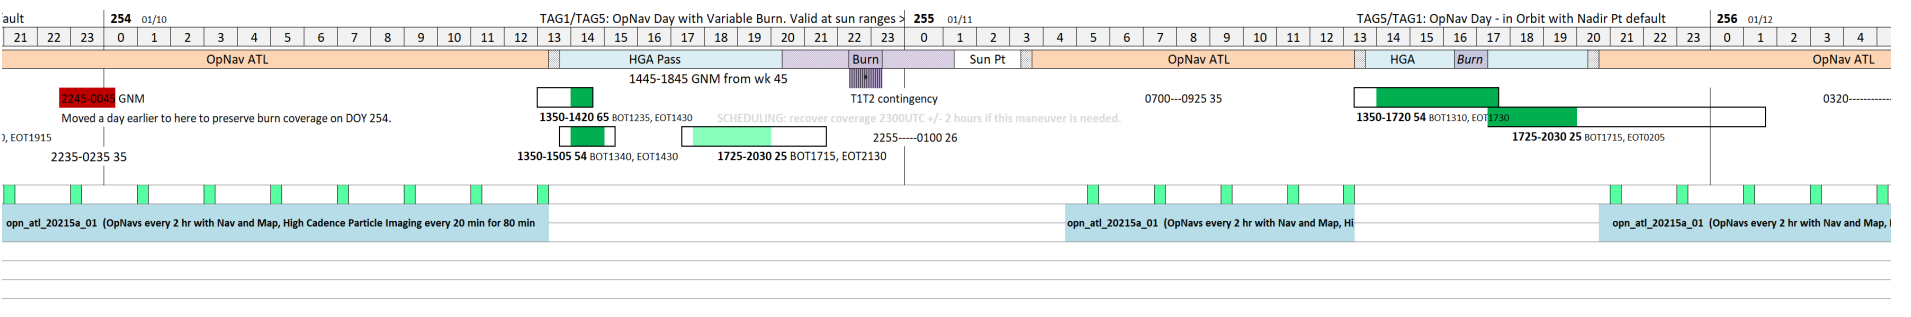 ault 254 01/10 TAG1/TAG5: OpNav Day with Variable Burn. Valid at sun ranges > 255 01/11 TAG5/TAG1: OpNav Day - in Orbit with Nadir Pt default 256 01/12
21 22 23 0 1 2 3 4 5 6 7 8 9 10 11 12 13 14 15 16 17 18 19 20 21 22 23 0 1 2 3 4 5 6 7 8 9 10 11 12 13 14 15 16 17 18 19 20 21 22 23 0 1 2 3 4
OpNav ATL HGA Pass Burn Sun Pt OpNav ATL HGA Burn OpNav ATL
1445-1845 GNM from wk 45
2245-0045 GNM T1T2 contingency 0700---0925 35 0320-----------
Moved a day earlier to here to preserve burn coverage on DOY 254. 1350-1420 65 BOT1235, EOT1430 SCHEDULING: recover coverage 2300UTC +/- 2 hours if this maneuver is needed. 1350-1720 54 BOT1310, EOT1730
), EOT1915 2255-----0100 26 1725-2030 25 BOT1715, EOT0205
2235-0235 35 1350-1505 54 BOT1340, EOT1430 1725-2030 25 BOT1715, EOT2130
opn_atl_20215a_01 (OpNavs every 2 hr with Nav and Map, High Cadence Particle Imaging every 20 min for 80 min opn_atl_20215a_01 (OpNavs every 2 hr with Nav and Map, Hi opn_atl_20215a_01 (OpNavs every 2 hr with Nav and Map,